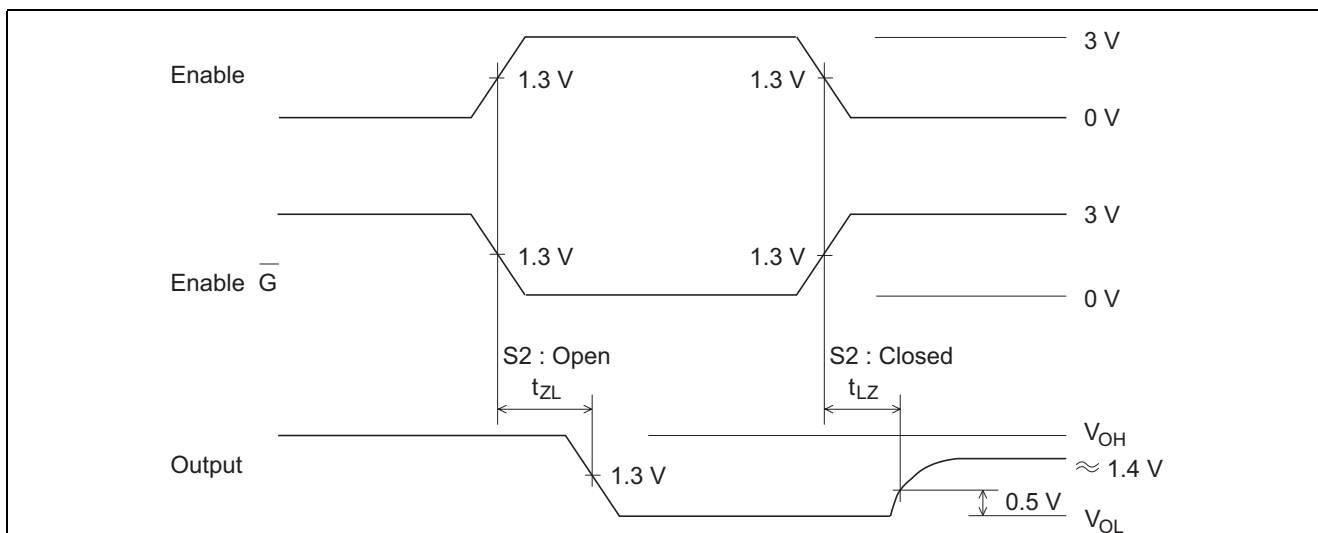 Enable
1.3 V
1.3 V
3 V
0 V
Enable G̅
1.3 V
1.3 V
3 V
0 V
S2 : Open
tZL
S2 : Closed
tLZ
Output
1.3 V
VOH
≈ 1.4 V
0.5 V
VOL